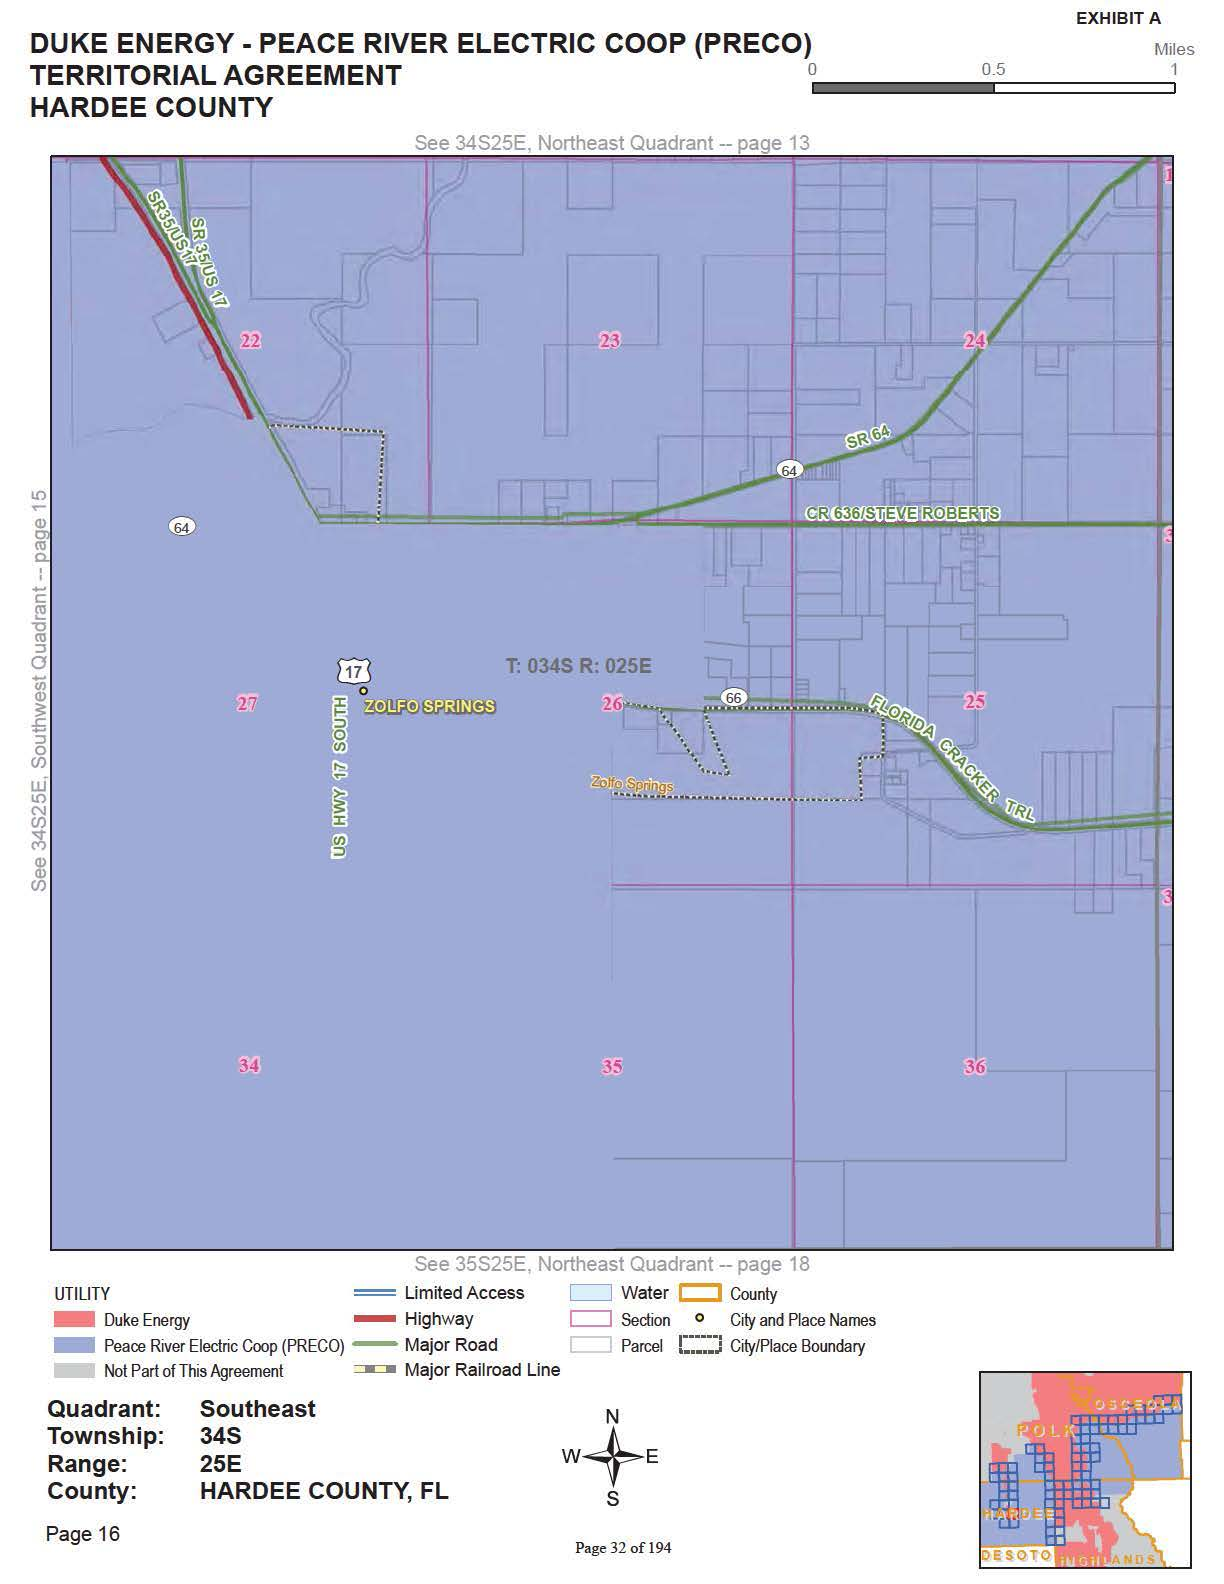 EXHIBIT A
DUKE ENERGY - PEACE RIVER ELECTRIC COOP (PRECO)
TERRITORIAL AGREEMENT
HARDEE COUNTY
Miles
0 0.5 1
See 34S25E, Northeast Quadrant -- page 13
See 34S25E, Southwest Quadrant -- page 15
SR35/US17
SR 35/US 17
22
23
24
1
SR 64
64
64
CR 636/STEVE ROBERTS
3
T: 034S R: 025E
17
ZOLFO SPRINGS
US HWY 17 SOUTH
27
26
66
25
FLORIDA CRACKER TRL
Zolfo Springs
3
34
35
36
See 35S25E, Northeast Quadrant -- page 18
UTILITY
Duke Energy
Peace River Electric Coop (PRECO)
Not Part of This Agreement
Limited Access
Highway
Major Road
Major Railroad Line
Water
Section
Parcel
County
City and Place Names
City/Place Boundary
Quadrant: Southeast
Township: 34S
Range: 25E
County: HARDEE COUNTY, FL
Page 16
N
W E
S
Page 32 of 194
OSCEOLA
POLK
HARDEE
DESOTO
HIGHLANDS